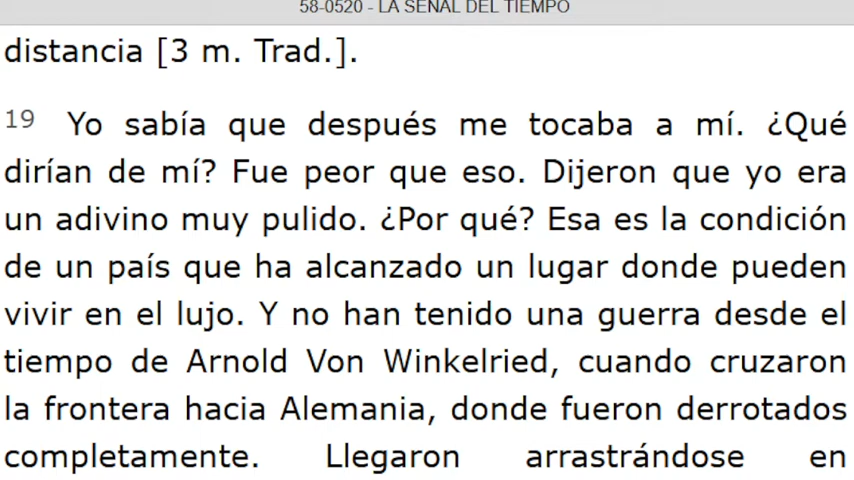 58-0520 - LA SEÑAL DEL TIEMPO
distancia [3 m. Trad.].
19 Yo sabía que después me tocaba a mí. ¿Qué
dirían de mí? Fue peor que eso. Dijeron que yo era
un adivino muy pulido. ¿Por qué? Esa es la condición
de un país que ha alcanzado un lugar donde pueden
vivir en el lujo. Y no han tenido una guerra desde el
tiempo de Arnold Von Winkelried, cuando cruzaron
la frontera hacia Alemania, donde fueron derrotados
completamente. Llegaron arrastrándose en